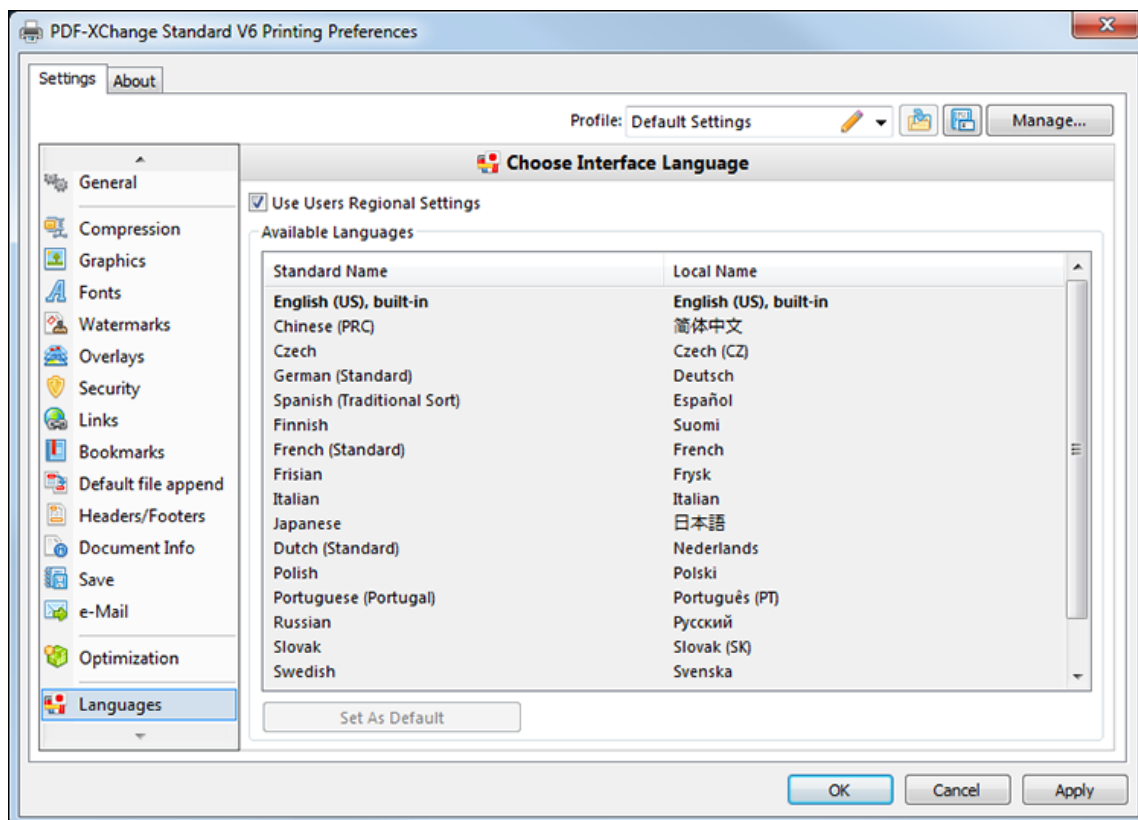 PDF-XChange Standard V6 Printing Preferences
Settings About
Profile: Default Settings Manage...
Choose Interface Language
General
Compression
Graphics
Fonts
Watermarks
Overlays
Security
Links
Bookmarks
Default file append
Headers/Footers
Document Info
Save
e-Mail
Optimization
Languages
Use Users Regional Settings
Available Languages
Standard Name Local Name
English (US), built-in English (US), built-in
Chinese (PRC) 简体中文
Czech Czech (CZ)
German (Standard) Deutsch
Spanish (Traditional Sort) Español
Finnish Suomi
French (Standard) French
Frisian Frysk
Italian Italian
Japanese 日本語
Dutch (Standard) Nederlands
Polish Polski
Portuguese (Portugal) Português (PT)
Russian Русский
Slovak Slovak (SK)
Swedish Svenska
Set As Default
OK Cancel Apply